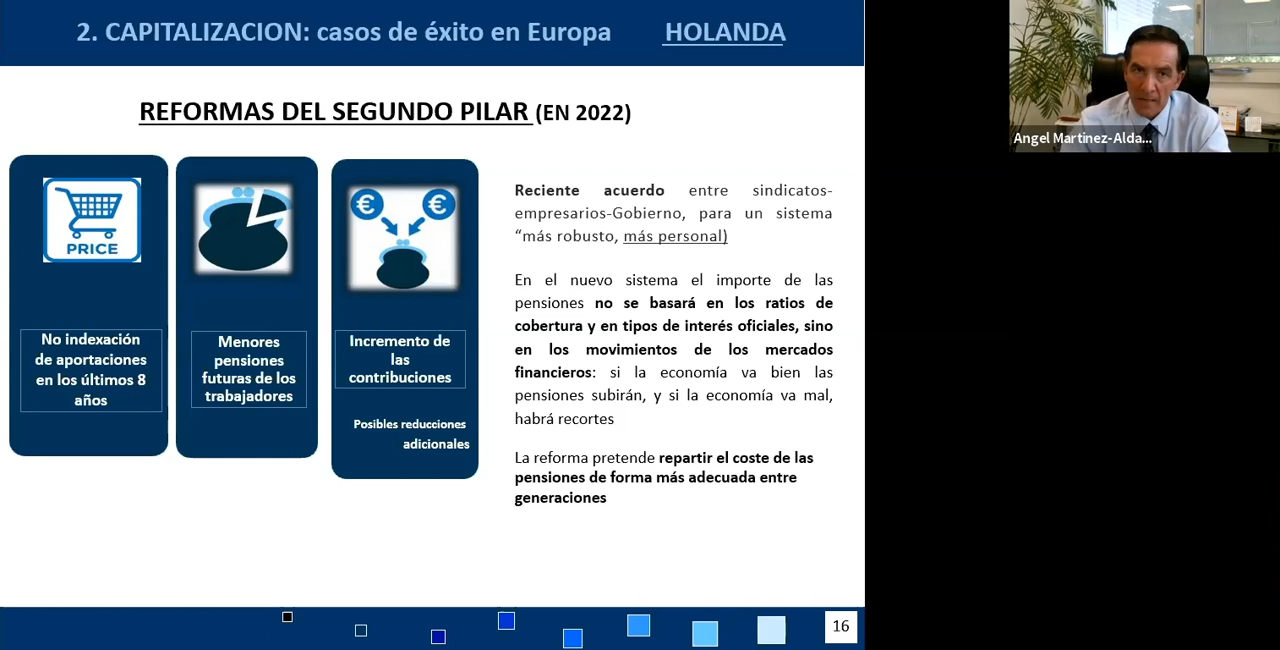 2. CAPITALIZACION: casos de éxito en Europa HOLANDA
REFORMAS DEL SEGUNDO PILAR (EN 2022)
PRICE
No indexación
de aportaciones
en los últimos 8
años
€
Menores
pensiones
futuras de los
trabajadores
€
Incremento de
las
contribuciones
Posibles reducciones
adicionales
Reciente acuerdo entre sindicatos-
empresarios-Gobierno, para un sistema
“más robusto, más personal)
En el nuevo sistema el importe de las
pensiones no se basará en los ratios de
cobertura y en tipos de interés oficiales, sino
en los movimientos de los mercados
financieros: si la economía va bien las
pensiones subirán, y si la economía va mal,
habrá recortes
La reforma pretende repartir el coste de las
pensiones de forma más adecuada entre
generaciones
16
Angel Martinez-Alda...